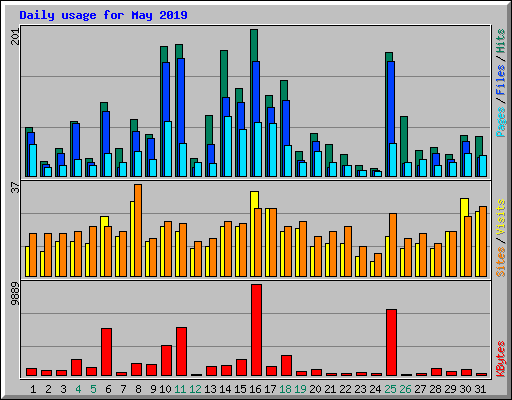 Daily usage for May 2019
201
37
9889
Pages / Files / Hits
Sites / Visits
KBytes
1 2 3 4 5 6 7 8 9 10 11 12 13 14 15 16 17 18 19 20 21 22 23 24 25 26 27 28 29 30 31